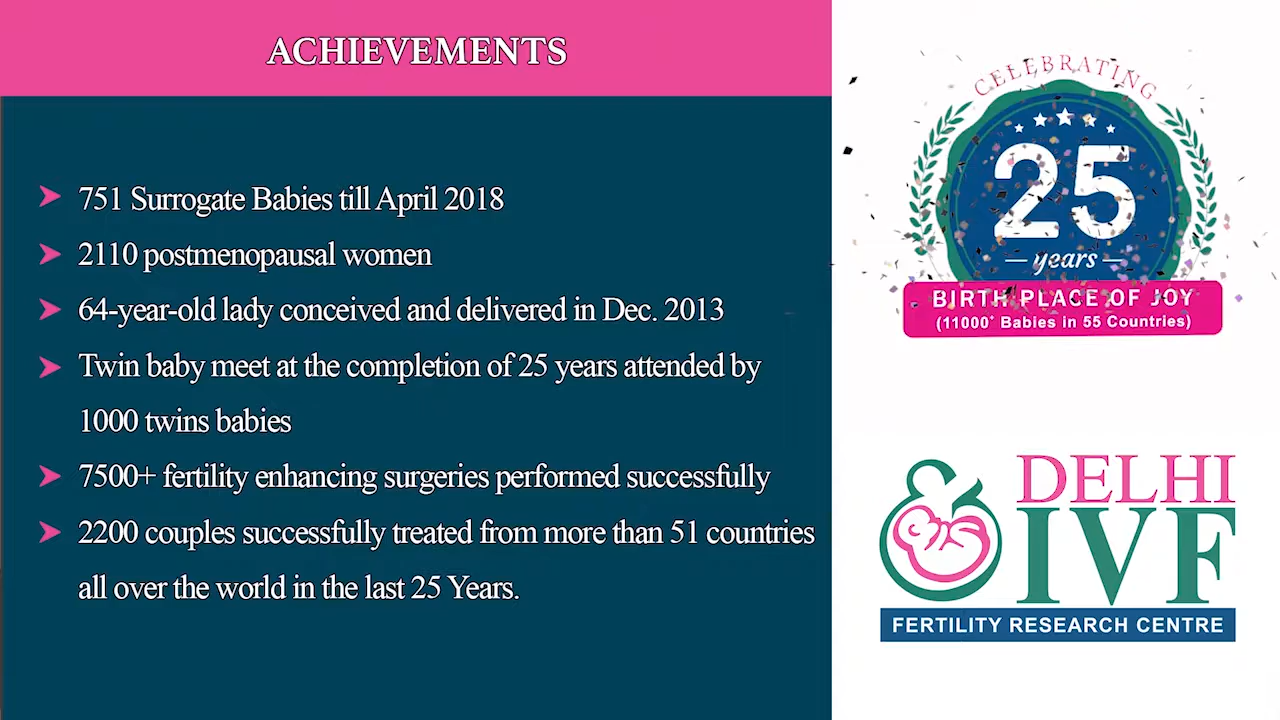 ACHIEVEMENTS
751 Surrogate Babies till April 2018
2110 postmenopausal women
64-year-old lady conceived and delivered in Dec. 2013
Twin baby meet at the completion of 25 years attended by
1000 twins babies
7500+ fertility enhancing surgeries performed successfully
2200 couples successfully treated from more than 51 countries
all over the world in the last 25 Years.
CELEBRATING
25
years
BIRTH PLACE OF JOY
(11000+ Babies in 55 Countries)
DELHI
IVF
FERTILITY RESEARCH CENTRE